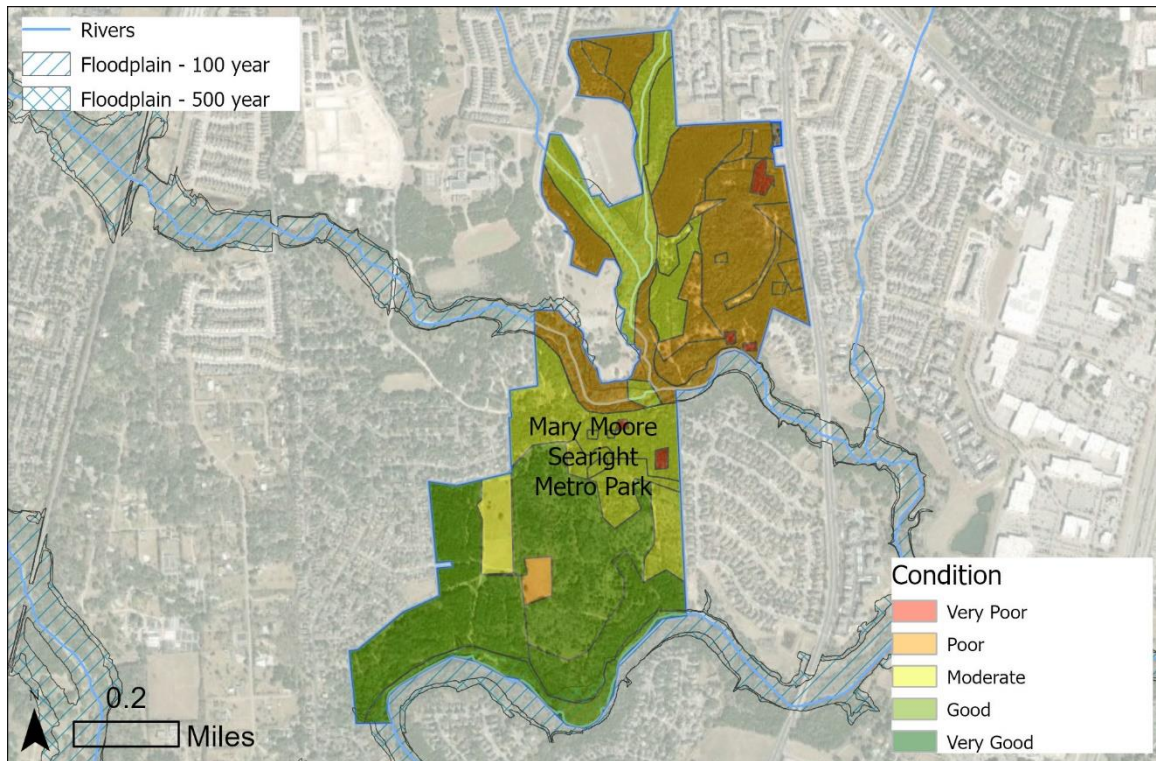 Rivers
Floodplain - 100 year
Floodplain - 500 year
Mary Moore
Searight
Metro Park
Condition
Very Poor
Poor
Moderate
Good
Very Good
N
0.2
Miles